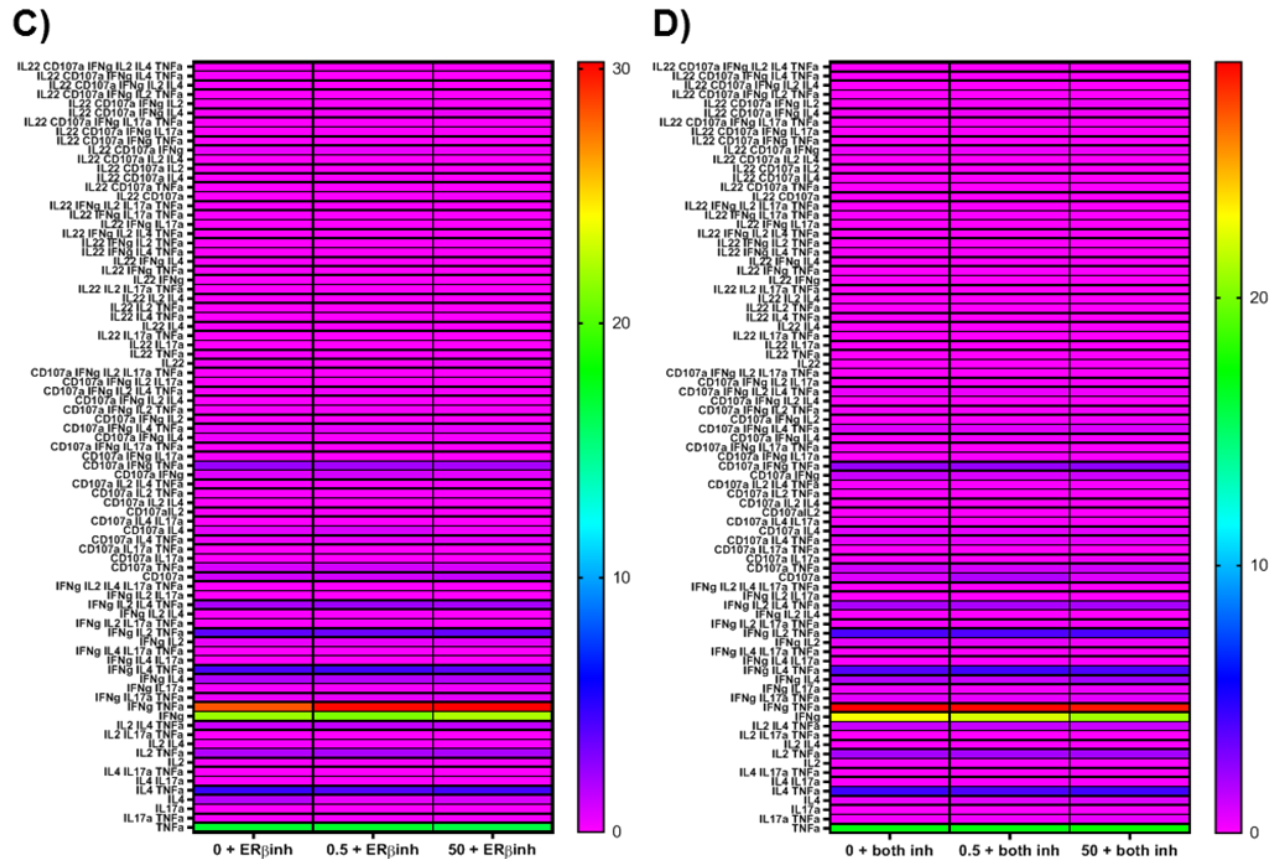 C)
IL22 CD107a IFNg IL2 IL4 TNFa
IL22 CD107a IFNg IL4 TNFa
IL22 CD107a IFNg IL2 IL4
IL22 CD107a IFNg IL2 TNFa
IL22 CD107a IFNg IL2
IL22 CD107a IFNg IL4
IL22 CD107a IFNg IL17a TNFa
IL22 CD107a IFNg IL17a
IL22 CD107a IFNg TNFa
IL22 CD107a IFNg
IL22 CD107a IL2 IL4
IL22 CD107a IL2
IL22 CD107a IL4
IL22 CD107a TNFa
IL22 CD107a
IL22 IFNg IL2 IL17a TNFa
IL22 IFNg IL17a TNFa
IL22 IFNg IL17a
IL22 IFNg IL2 IL4 TNFa
IL22 IFNg IL2 TNFa
IL22 IFNg IL4 TNFa
IL22 IFNg IL4
IL22 IFNg TNFa
IL22 IFNg
IL22 IL2 IL17a TNFa
IL22 IL2 IL4
IL22 IL2 TNFa
IL22 IL4 TNFa
IL22 IL4
IL22 IL17a TNFa
IL22 IL17a
IL22 TNFa
IL22
CD107a IFNg IL2 IL17a TNFa
CD107a IFNg IL2 IL17a
CD107a IFNg IL2 IL4 TNFa
CD107a IFNg IL2 IL4
CD107a IFNg IL2 TNFa
CD107a IFNg IL2
CD107a IFNg IL4 TNFa
CD107a IFNg IL4
CD107a IFNg IL17a TNFa
CD107a IFNg IL17a
CD107a IFNg TNFa
CD107a IFNg
CD107a IL2 IL4 TNFa
CD107a IL2 TNFa
CD107a IL2 IL4
CD107aIL2
CD107a IL4 IL17a
CD107a IL4
CD107a IL4 TNFa
CD107a IL17a TNFa
CD107a IL17a
CD107a TNFa
CD107a
IFNg IL2 IL4 IL17a TNFa
IFNg IL2 IL17a
IFNg IL2 IL4 TNFa
IFNg IL2 IL4
IFNg IL2 IL17a TNFa
IFNg IL2 TNFa
IFNg IL2
IFNg IL4 IL17a TNFa
IFNg IL4 IL17a
IFNg IL4 TNFa
IFNg IL4
IFNg IL17a
IFNg IL17a TNFa
IFNg TNFa
IFNg
IL2 IL4 TNFa
IL2 IL17a TNFa
IL2 IL4
IL2 TNFa
IL2
IL4 IL17a TNFa
IL4 IL17a
IL4 TNFa
IL4
IL17a
IL17a TNFa
TNFa
0 + ERβinh
0.5 + ERβinh
50 + ERβinh
30
20
10
0
D)
IL22 CD107a IFNg IL2 IL4 TNFa
IL22 CD107a IFNg IL4 TNFa
IL22 CD107a IFNg IL2 IL4
IL22 CD107a IFNg IL2 TNFa
IL22 CD107a IFNg IL2
IL22 CD107a IFNg IL4
IL22 CD107a IFNg IL17a TNFa
IL22 CD107a IFNg IL17a
IL22 CD107a IFNg TNFa
IL22 CD107a IFNg
IL22 CD107a IL2 IL4
IL22 CD107a IL2
IL22 CD107a IL4
IL22 CD107a TNFa
IL22 CD107a
IL22 IFNg IL2 IL17a TNFa
IL22 IFNg IL17a TNFa
IL22 IFNg IL17a
IL22 IFNg IL2 IL4 TNFa
IL22 IFNg IL2 TNFa
IL22 IFNg IL4 TNFa
IL22 IFNg IL4
IL22 IFNg TNFa
IL22 IFNg
IL22 IL2 IL17a TNFa
IL22 IL2 IL4
IL22 IL2 TNFa
IL22 IL4 TNFa
IL22 IL4
IL22 IL17a TNFa
IL22 IL17a
IL22 TNFa
IL22
CD107a IFNg IL2 IL17a TNFa
CD107a IFNg IL2 IL17a
CD107a IFNg IL2 IL4 TNFa
CD107a IFNg IL2 IL4
CD107a IFNg IL2 TNFa
CD107a IFNg IL2
CD107a IFNg IL4 TNFa
CD107a IFNg IL4
CD107a IFNg IL17a TNFa
CD107a IFNg IL17a
CD107a IFNg TNFa
CD107a IFNg
CD107a IL2 IL4 TNFa
CD107a IL2 TNFa
CD107a IL2 IL4
CD107aIL2
CD107a IL4 IL17a
CD107a IL4
CD107a IL4 TNFa
CD107a IL17a TNFa
CD107a IL17a
CD107a TNFa
CD107a
IFNg IL2 IL4 IL17a TNFa
IFNg IL2 IL17a
IFNg IL2 IL4 TNFa
IFNg IL2 IL4
IFNg IL2 IL17a TNFa
IFNg IL2 TNFa
IFNg IL2
IFNg IL4 IL17a TNFa
IFNg IL4 IL17a
IFNg IL4 TNFa
IFNg IL4
IFNg IL17a
IFNg IL17a TNFa
IFNg TNFa
IFNg
IL2 IL4 TNFa
IL2 IL17a TNFa
IL2 IL4
IL2 TNFa
IL2
IL4 IL17a TNFa
IL4 IL17a
IL4 TNFa
IL4
IL17a
IL17a TNFa
TNFa
0 + both inh
0.5 + both inh
50 + both inh
20
10
0